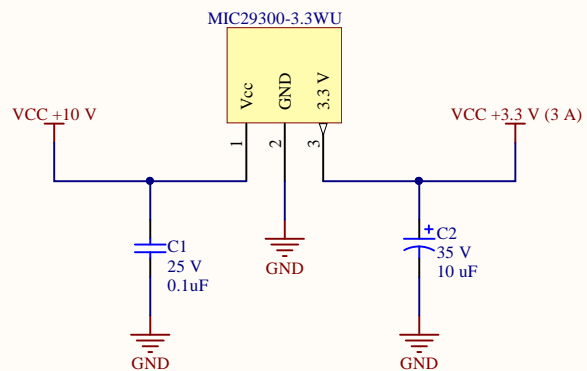 MIC29300-3.3WU
Vcc
GND
3.3 V
VCC +10 V
VCC +3.3 V (3 A)
1
2
3
C1
25 V
0.1uF
GND
+
C2
35 V
10 uF
GND
GND